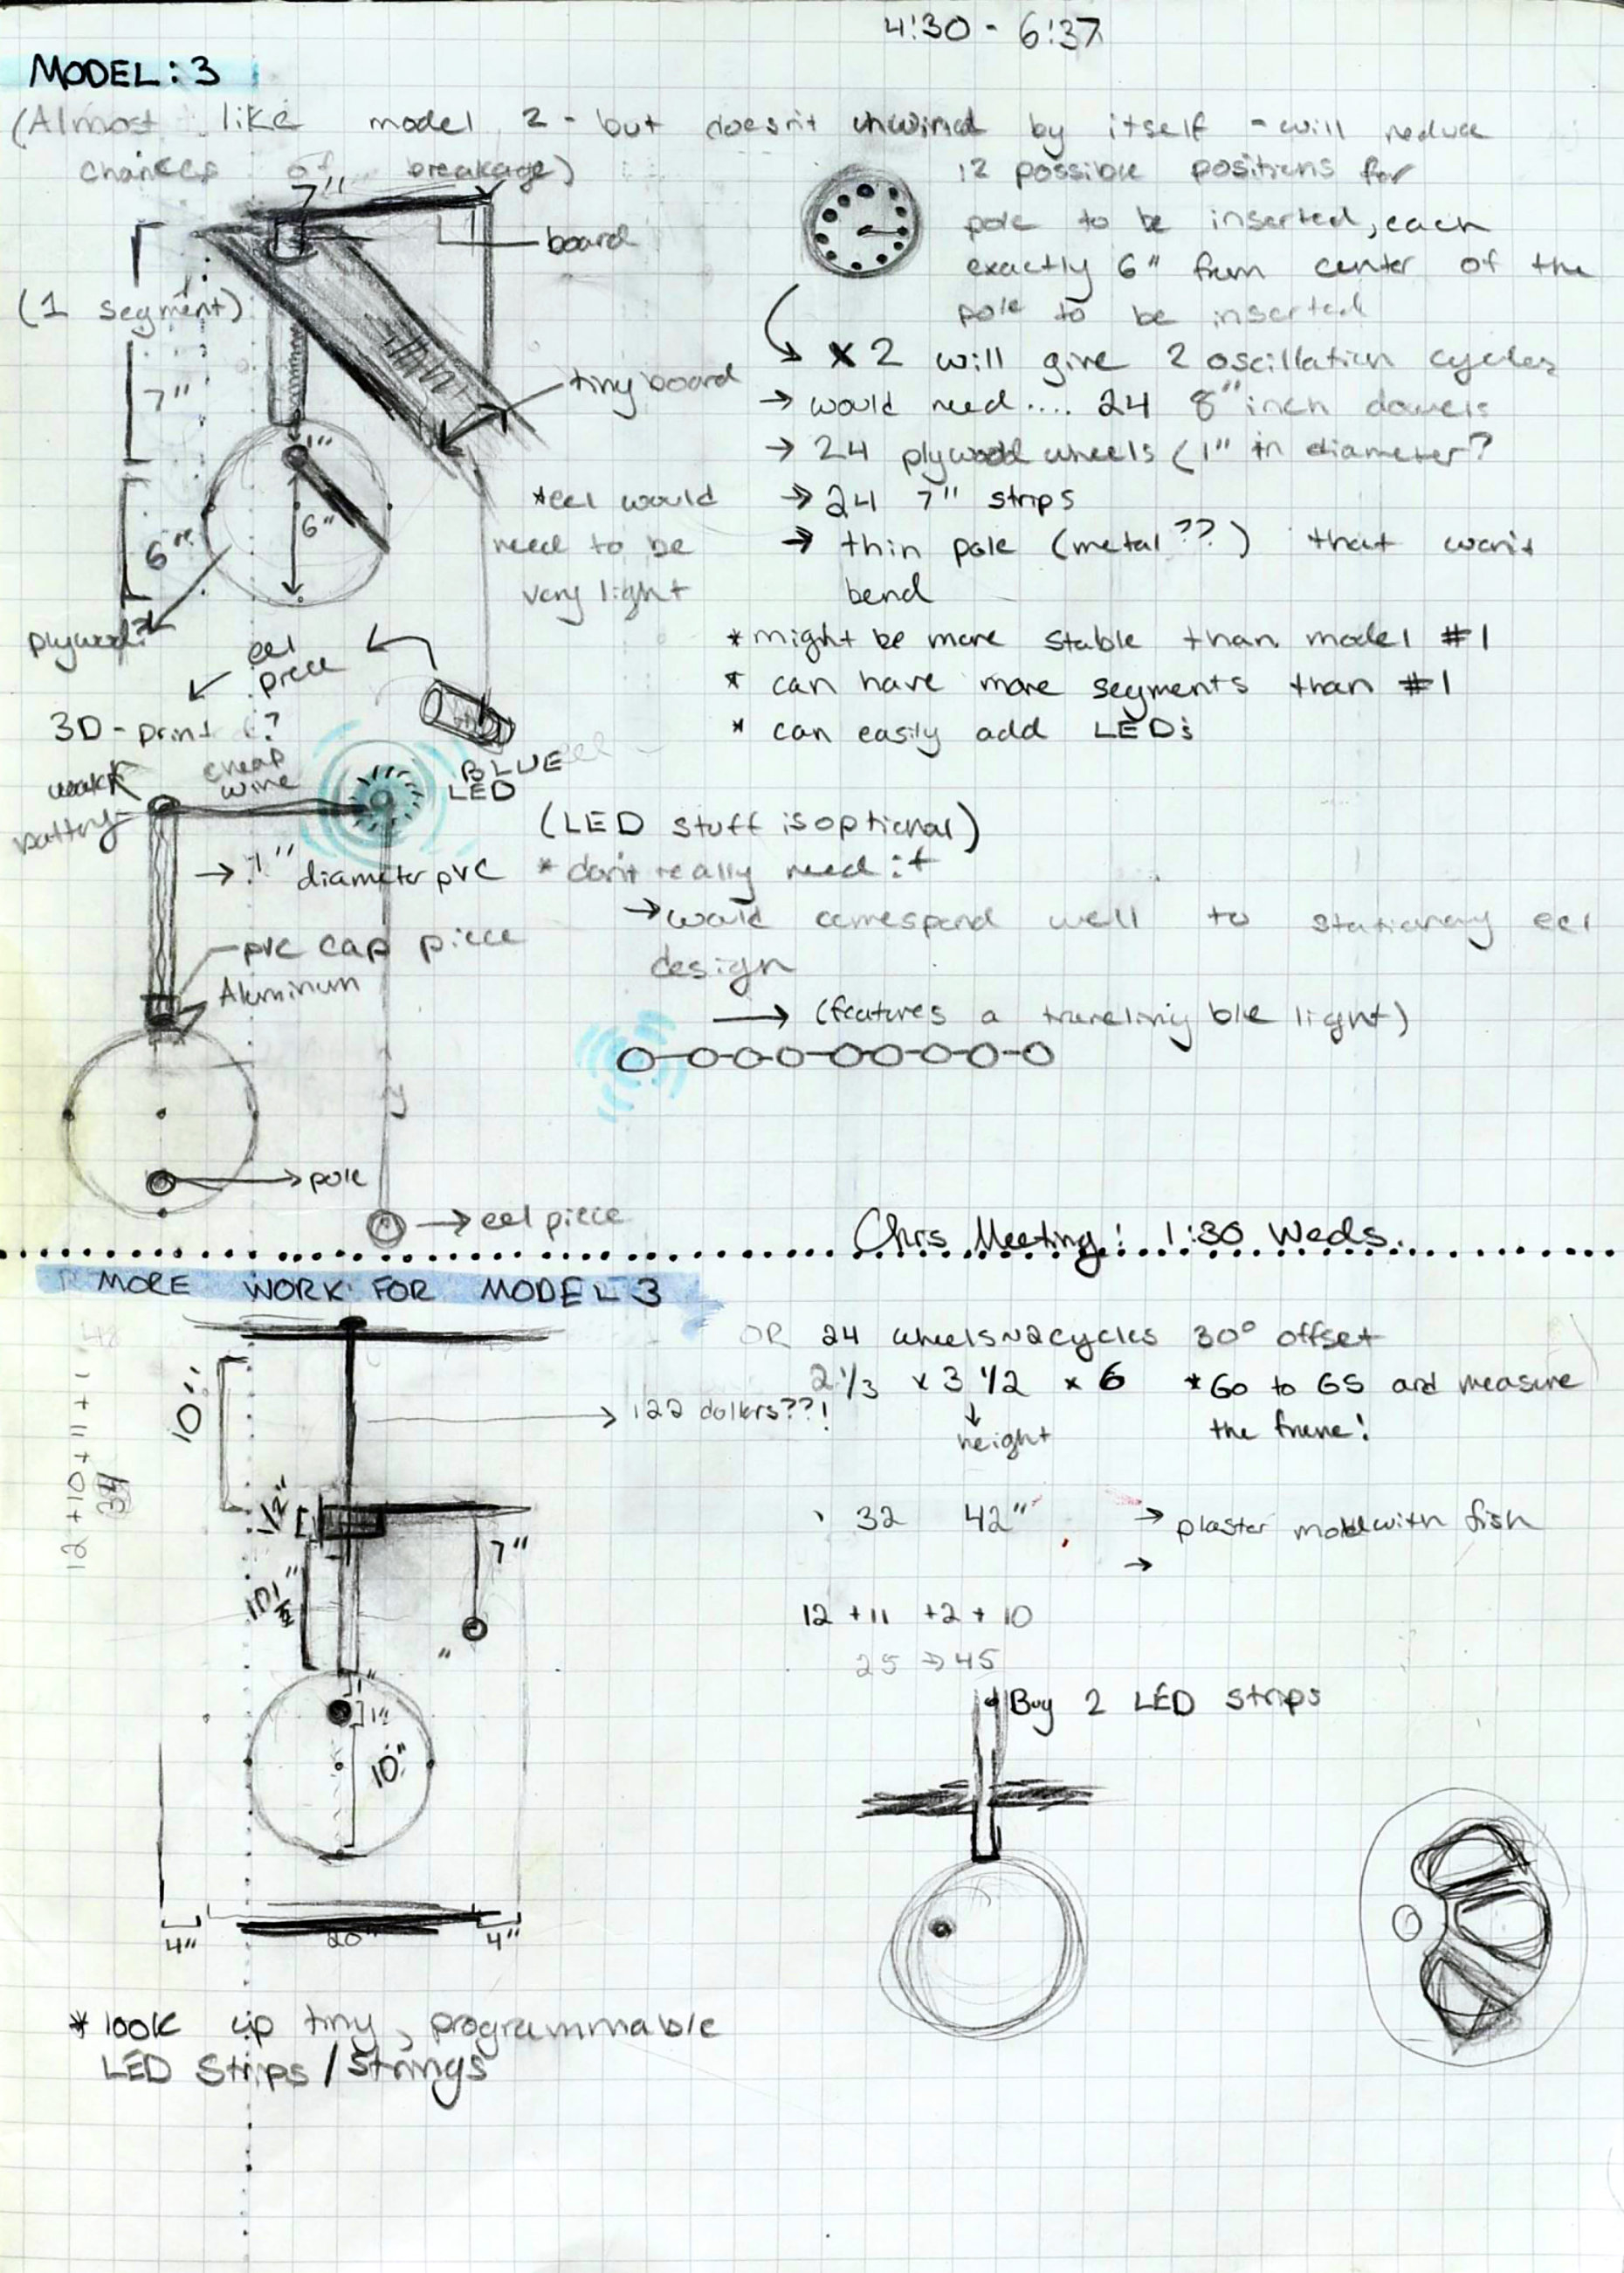 4:30 - 6:37
MODEL: 3
(Almost like model 2 - but doesn't unwind by itself - will reduce
chances of breakage)
7"
board
(1 segment)
7"
tiny board
1"
6"
6"
plywood?
12 possible positions for
pole to be inserted, each
exactly 6" from center of the
pole to be inserted
x2 will give 2 oscillation cycles
→ would need.... 24 8" inch dowels
→ 24 plywood wheels (1" in diameter?
→ 24 7" strips
→ thin pole (metal??) that won't
bend
*eel would
need to be
very light
* might be more stable than model #1
* can have more segments than #1
* can easily add LEDs
eel
piece
3D-print ?
BLUE
LED
cheap
wire
battery
→ 1" diameter pvc
pvc cap piece
Aluminum
(LED stuff is optional)
* don't really need it
→ would correspond well to stationary eel
design
→ (features a traveling ble light)
→ pole
→ eel piece
Chrs Meeting! 1:30 Weds.
MORE WORK FOR MODEL 3
OR 24 wheels ~2 cycles 30° offset
2 1/3 x 3 1/2 x 6
height
*Go to GS and measure
the frame!
→ 122 dollers??!
12 + 10 + 11 + 1
10"
1/2"
7"
10 1/2"
1"
1"
10"
4" 20" 4"
32 42"
→ plaster mold with fish
→
12 + 11 + 2 + 10
25 → 45
Buy 2 LED strips
* look up tiny, programmable
LED Strips / Strings